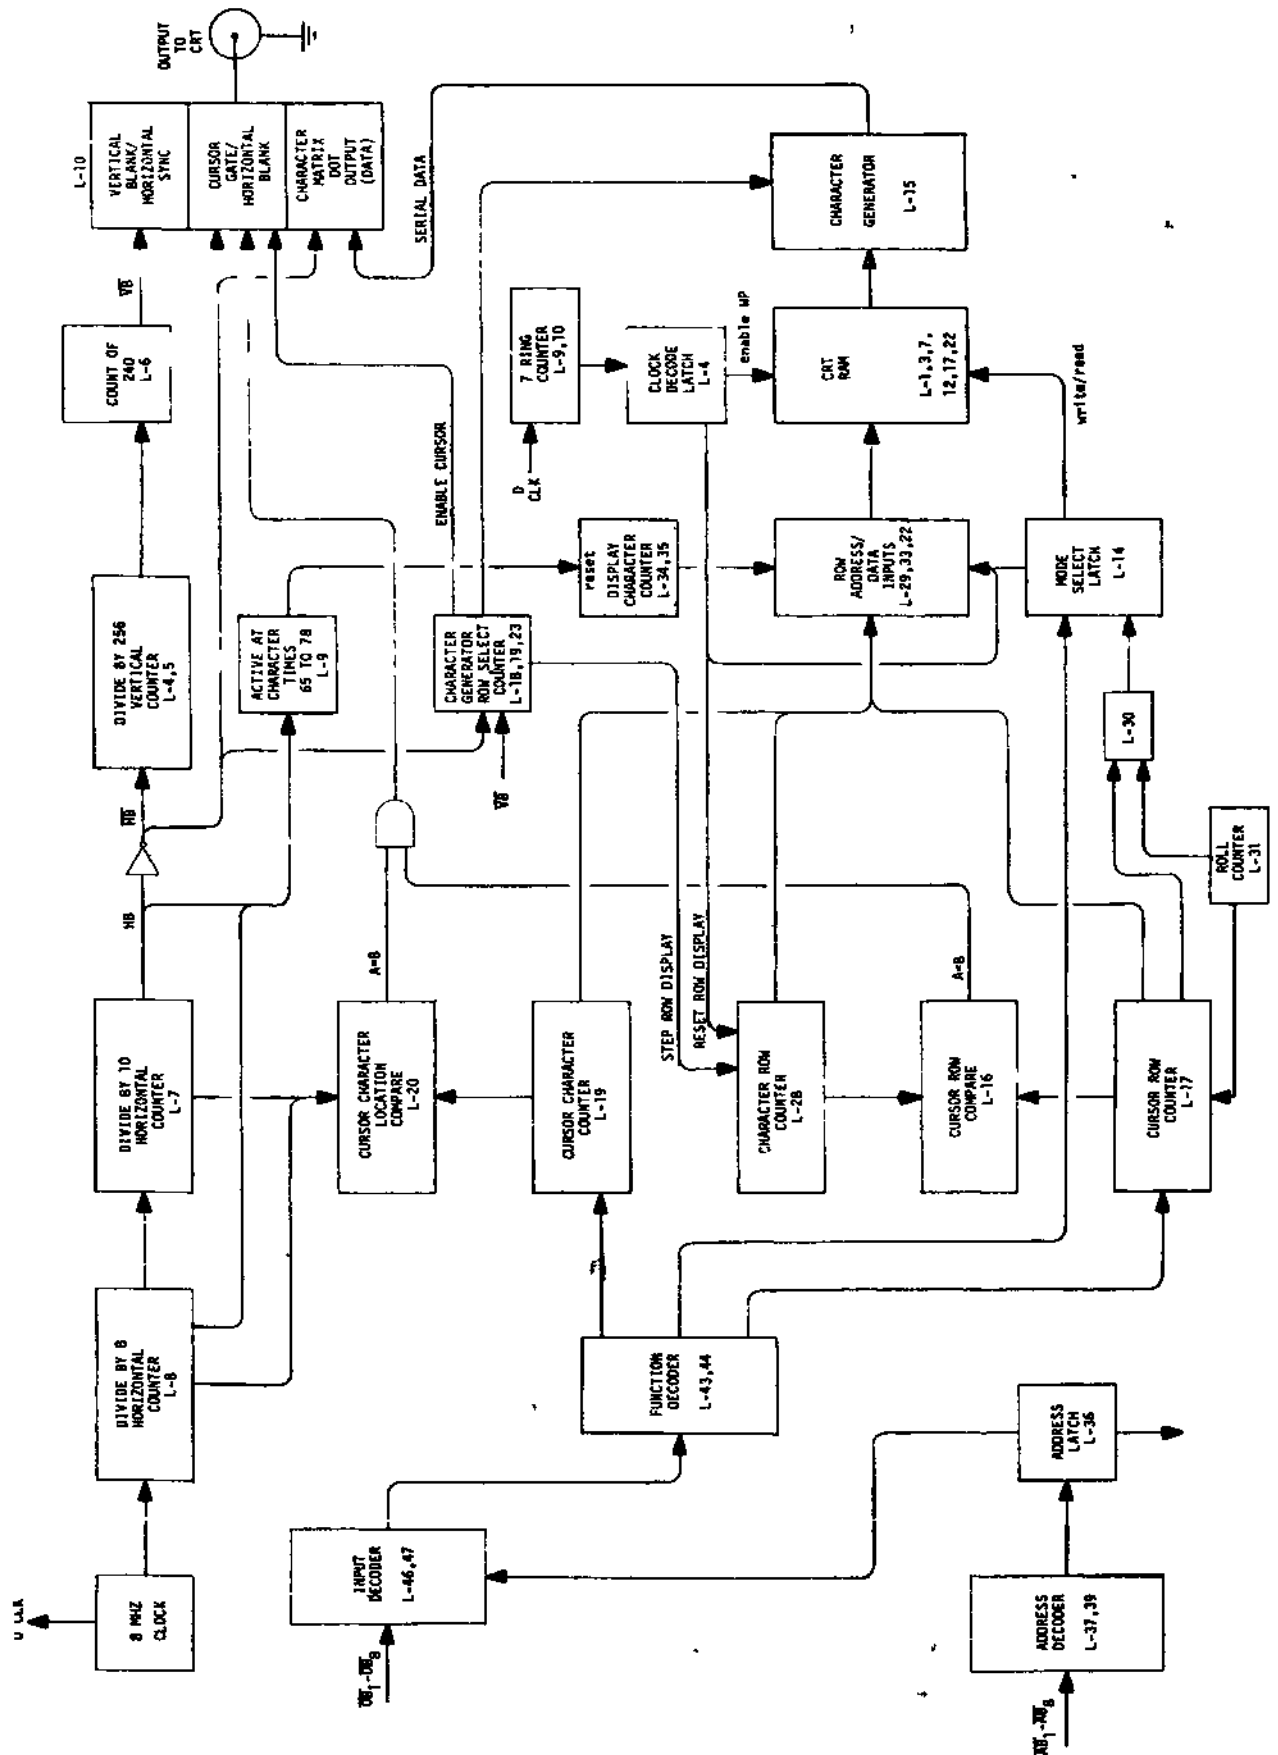 D CLK
8 MHZ
CLOCK
DIVIDE BY 8
HORIZONTAL
COUNTER
L-8
DIVIDE BY 10
HORIZONTAL
COUNTER
L-7
HB
H̅B̅
DIVIDE BY 256
VERTICAL
COUNTER
L-4,5
COUNT OF
240
L-6
V̅B̅
L-10
VERTICAL
BLANK/
HORIZONTAL
SYNC
CURSOR
GATE/
HORIZONTAL
BLANK
CHARACTER
MATRIX
DOT
OUTPUT
(DATA)
OUTPUT
TO
CRT
ACTIVE AT
CHARACTER
TIMES
65 TO 78
L-9
CURSOR CHARACTER
LOCATION
COMPARE
L-20
A=B
CHARACTER
GENERATOR
ROW SELECT
COUNTER
L-18,19,23
V̅B̅
ENABLE CURSOR
SERIAL DATA
D̅B̅₁-D̅B̅₈
INPUT
DECODER
L-46,47
FUNCTION
DECODER
L-43,44
CURSOR CHARACTER
COUNTER
L-19
reset
DISPLAY
CHARACTER
COUNTER
L-34,35
D
CLK
7 RING
COUNTER
L-9,10
CLOCK
DECODE
LATCH
L-4
enable WP
STEP ROW DISPLAY
RESET ROW DISPLAY
CHARACTER ROW
COUNTER
L-28
ROW
ADDRESS/
DATA
INPUTS
L-29,33,22
CRT
RAM
L-1,3,7,
12,17,22
CHARACTER
GENERATOR
L-15
CURSOR ROW
COMPARE
L-16
A=B
MODE
SELECT
LATCH
L-14
write/read
A̅B̅₁-A̅B̅₈
ADDRESS
DECODER
L-37,39
ADDRESS
LATCH
L-36
CURSOR ROW
COUNTER
L-27
L-30
ROLL
COUNTER
L-31